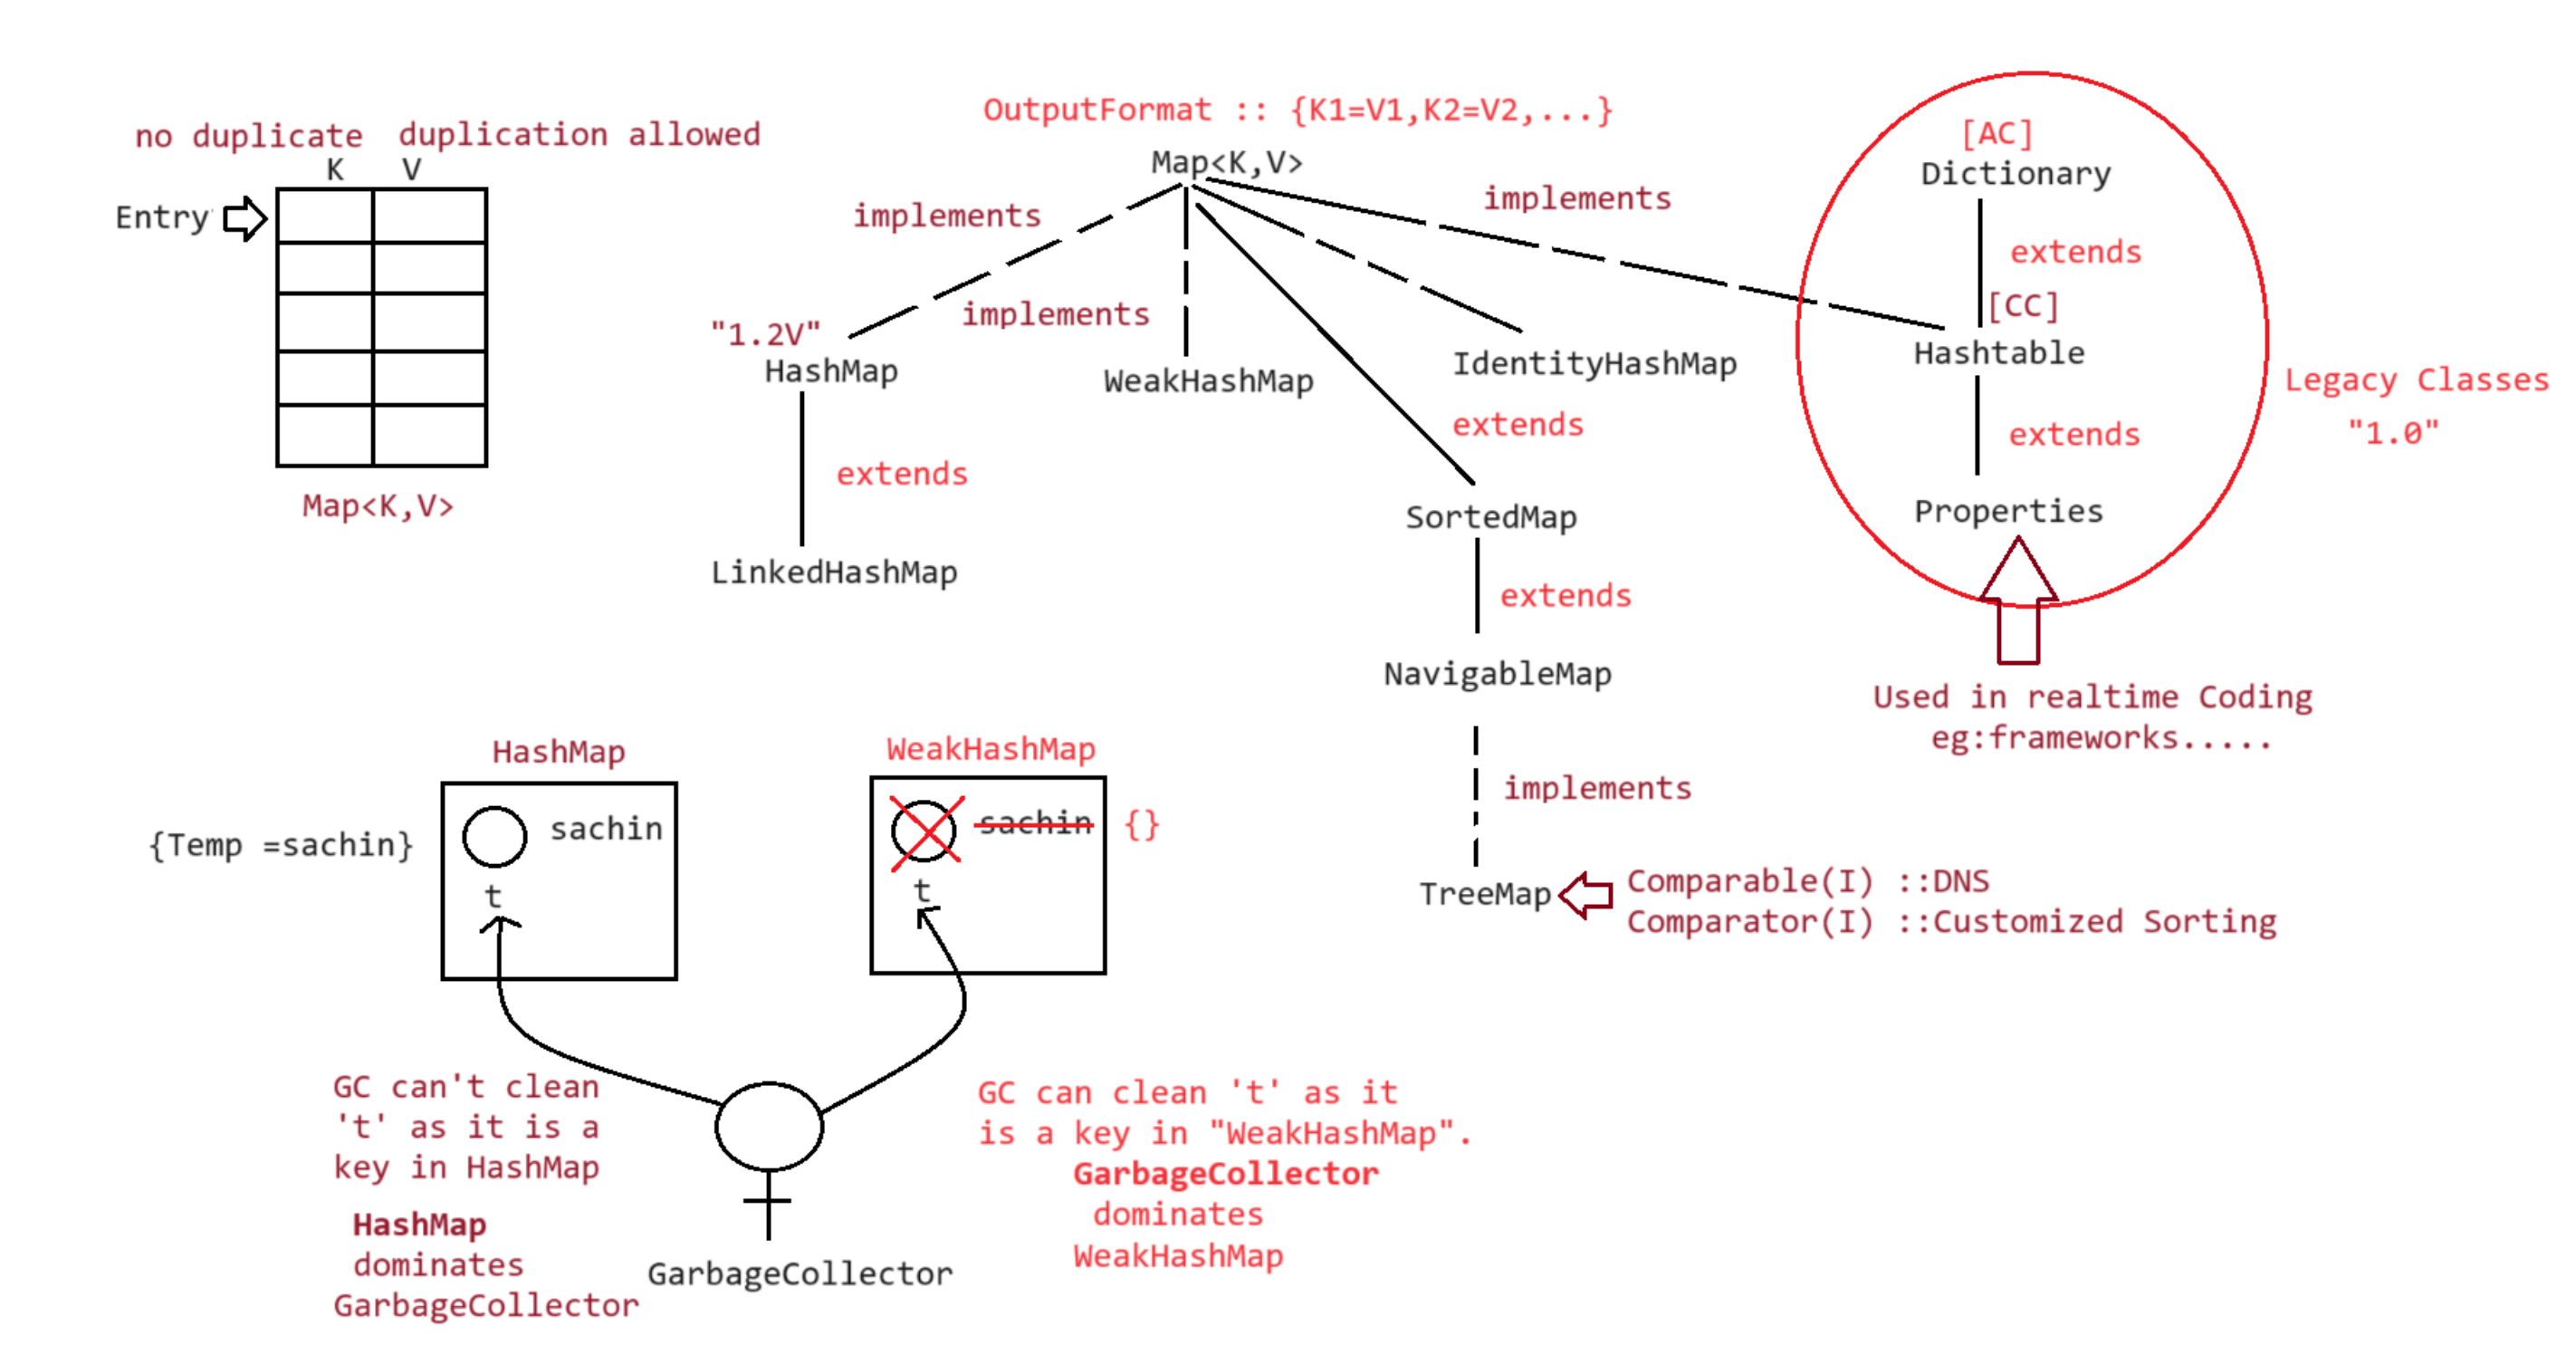 no duplicate duplication allowed
K V
Entry
Map<K,V>
OutputFormat :: {K1=V1,K2=V2,...}
Map<K,V>
implements
implements
implements
"1.2V"
HashMap
WeakHashMap
IdentityHashMap
extends
LinkedHashMap
extends
SortedMap
extends
NavigableMap
implements
TreeMap
Comparable(I) ::DNS
Comparator(I) ::Customized Sorting
[AC]
Dictionary
extends
[CC]
Hashtable
extends
Properties
Legacy Classes
"1.0"
Used in realtime Coding
eg:frameworks.....
HashMap
{Temp =sachin}
sachin
t
WeakHashMap
sachin
{}
t
GC can't clean
't' as it is a
key in HashMap
HashMap
dominates
GarbageCollector
GarbageCollector
GC can clean 't' as it
is a key in "WeakHashMap".
GarbageCollector
dominates
WeakHashMap